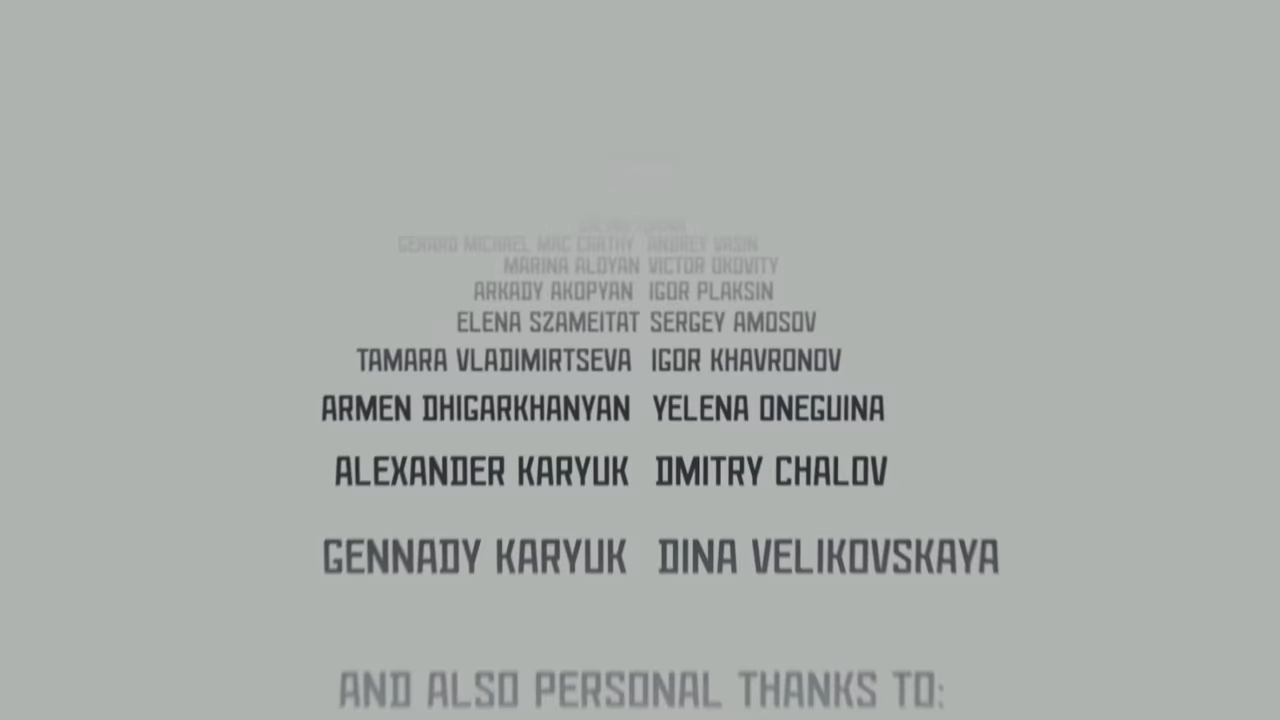 GERARD MICHAEL MAC CARTHY ANDREY VASIN
MARINA ALOYAN VICTOR OKOVITY
ARKADY AKOPYAN IGOR PLAKSIN
ELENA SZAMEITAT SERGEY AMOSOV
TAMARA VLADIMIRTSEVA IGOR KHAVRONOV
ARMEN DHIGARKHANYAN YELENA ONEGUINA
ALEXANDER KARYUK DMITRY CHALOV
GENNADY KARYUK DINA VELIKOVSKAYA
AND ALSO PERSONAL THANKS TO: